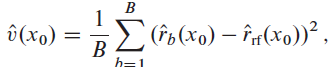 v̂(x₀) = 1/B ∑_{b=1}^{B} (r̂_b(x₀) − r̂_rf(x₀))²,